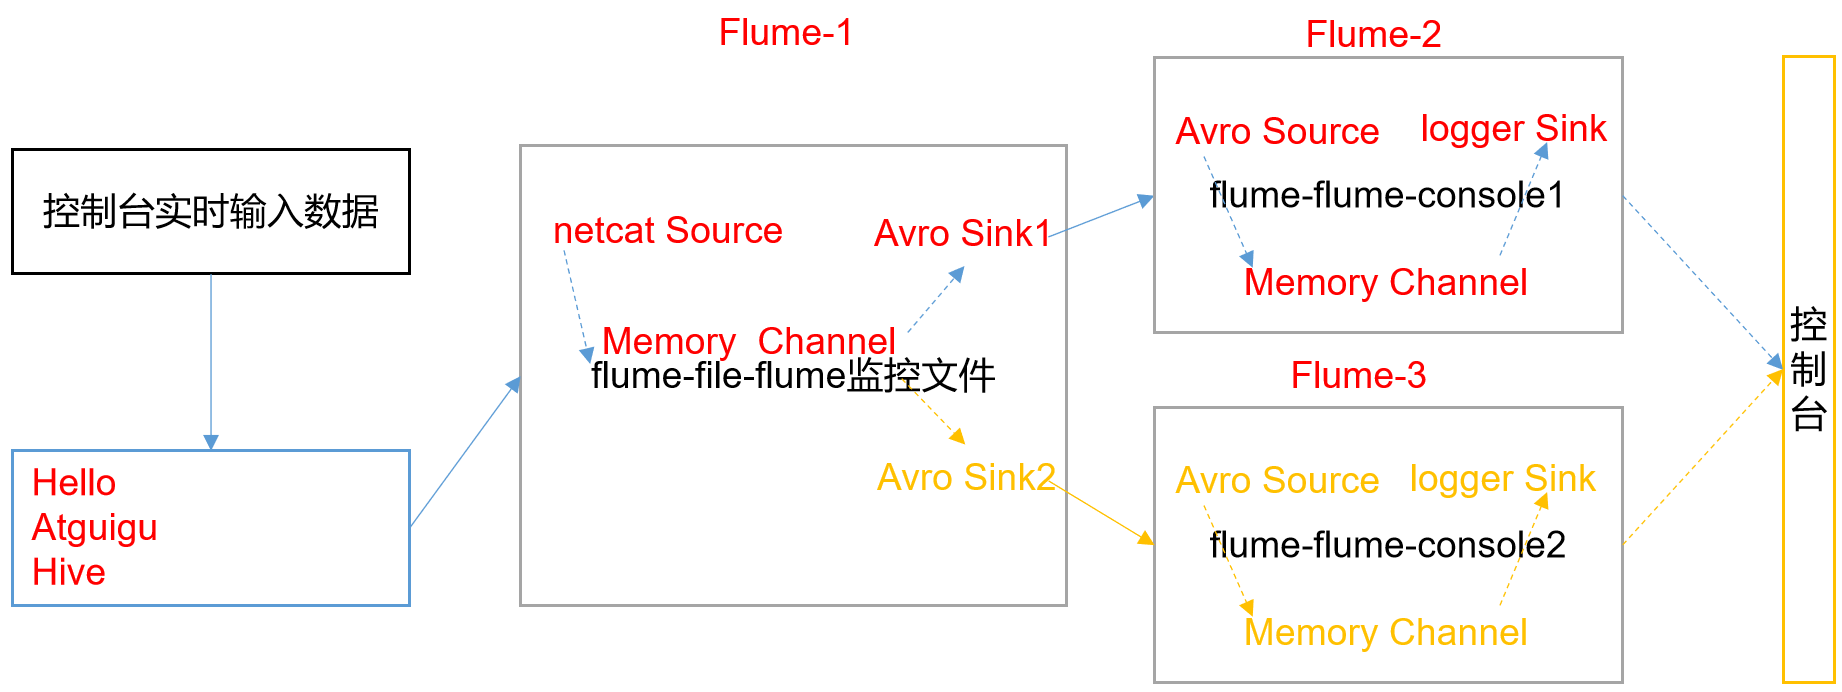 控制台实时输入数据
Hello
Atguigu
Hive
Flume-1
netcat Source
Avro Sink1
Memory  Channel
flume-file-flume监控文件
Avro Sink2
Flume-2
Avro Source
logger Sink
flume-flume-console1
Memory Channel
Flume-3
Avro Source
logger Sink
flume-flume-console2
Memory Channel
控
制
台